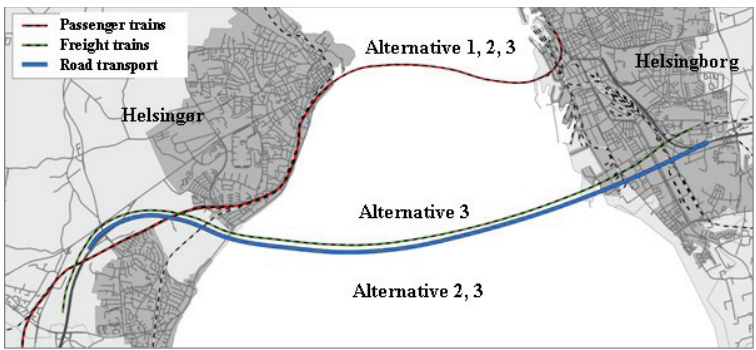 Passenger trains
Freight trains
Road transport
Alternative 1, 2, 3
Helsingborg
Helsingør
Alternative 3
Alternative 2, 3